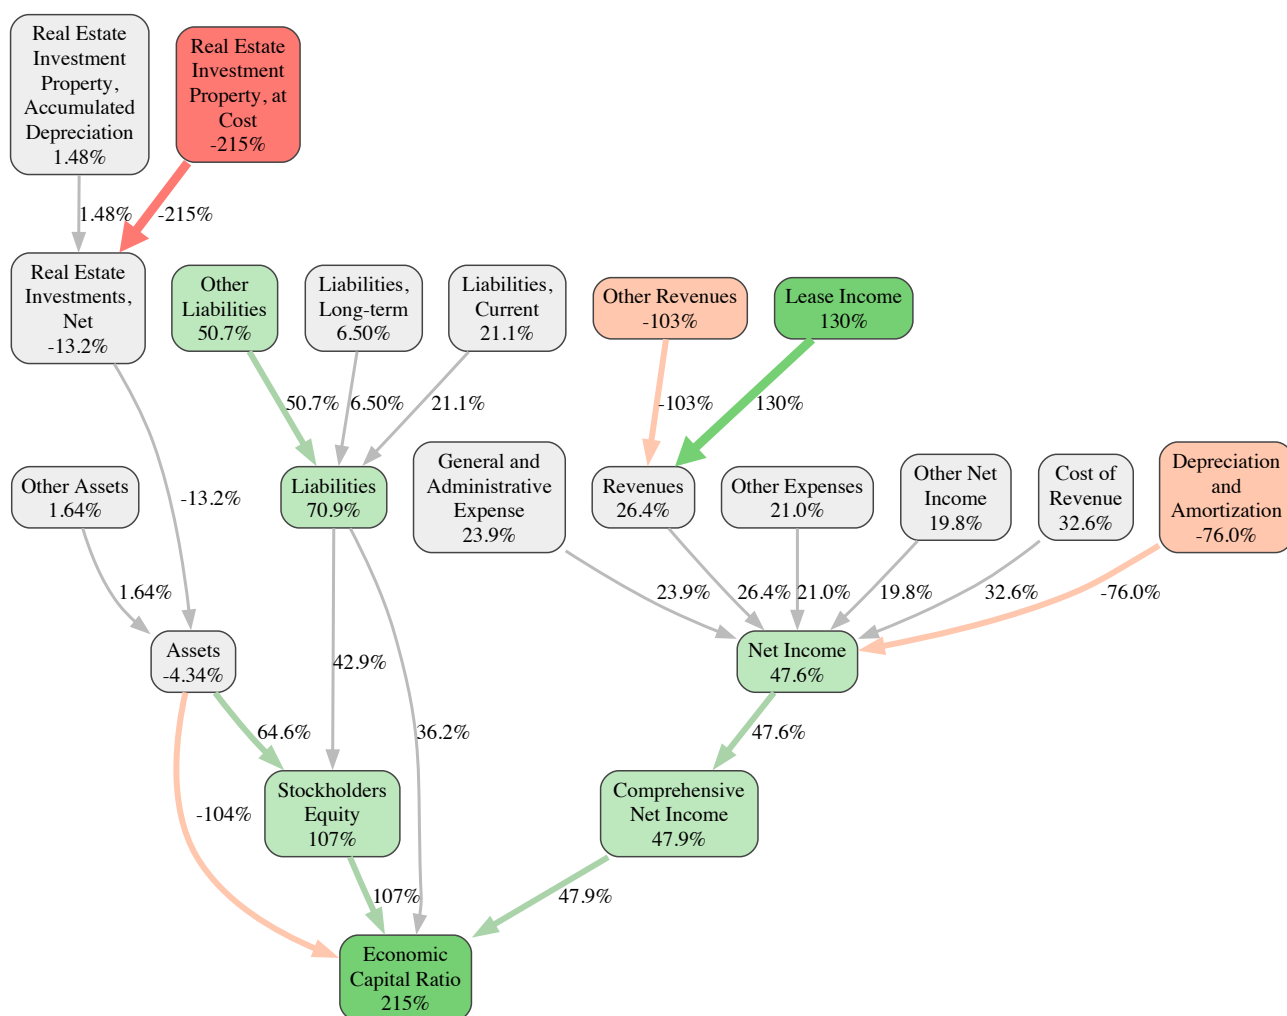 Real Estate
Investment
Property,
Accumulated
Depreciation
1.48%
Real Estate
Investment
Property, at
Cost
-215%
1.48%
-215%
Real Estate
Investments,
Net
-13.2%
Other
Liabilities
50.7%
Liabilities,
Long-term
6.50%
Liabilities,
Current
21.1%
Other Revenues
-103%
Lease Income
130%
50.7%
6.50%
21.1%
-103%
130%
Other Assets
1.64%
-13.2%
Liabilities
70.9%
General and
Administrative
Expense
23.9%
Revenues
26.4%
Other Expenses
21.0%
Other Net
Income
19.8%
Cost of
Revenue
32.6%
Depreciation
and
Amortization
-76.0%
1.64%
23.9%
26.4%
21.0%
19.8%
32.6%
-76.0%
Assets
-4.34%
42.9%
Net Income
47.6%
64.6%
36.2%
47.6%
-104%
Stockholders
Equity
107%
Comprehensive
Net Income
47.9%
107%
47.9%
Economic
Capital Ratio
215%